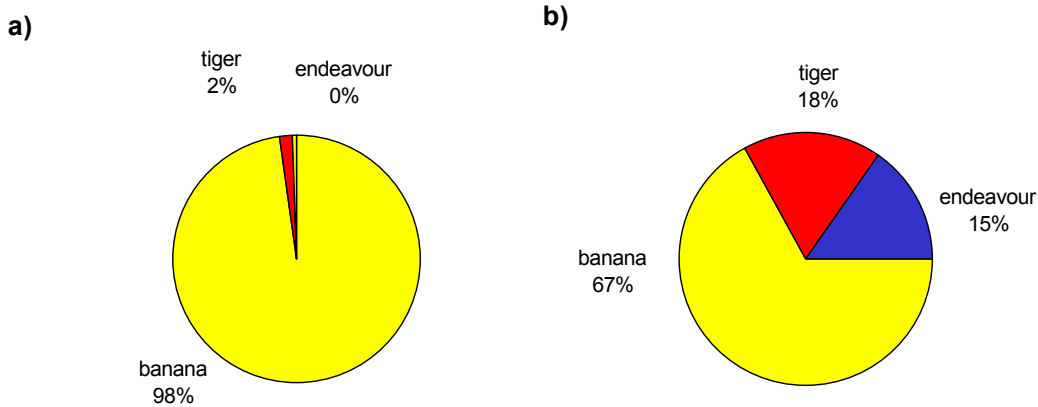 a)
tiger
2%
endeavour
0%
banana
98%
b)
tiger
18%
endeavour
15%
banana
67%